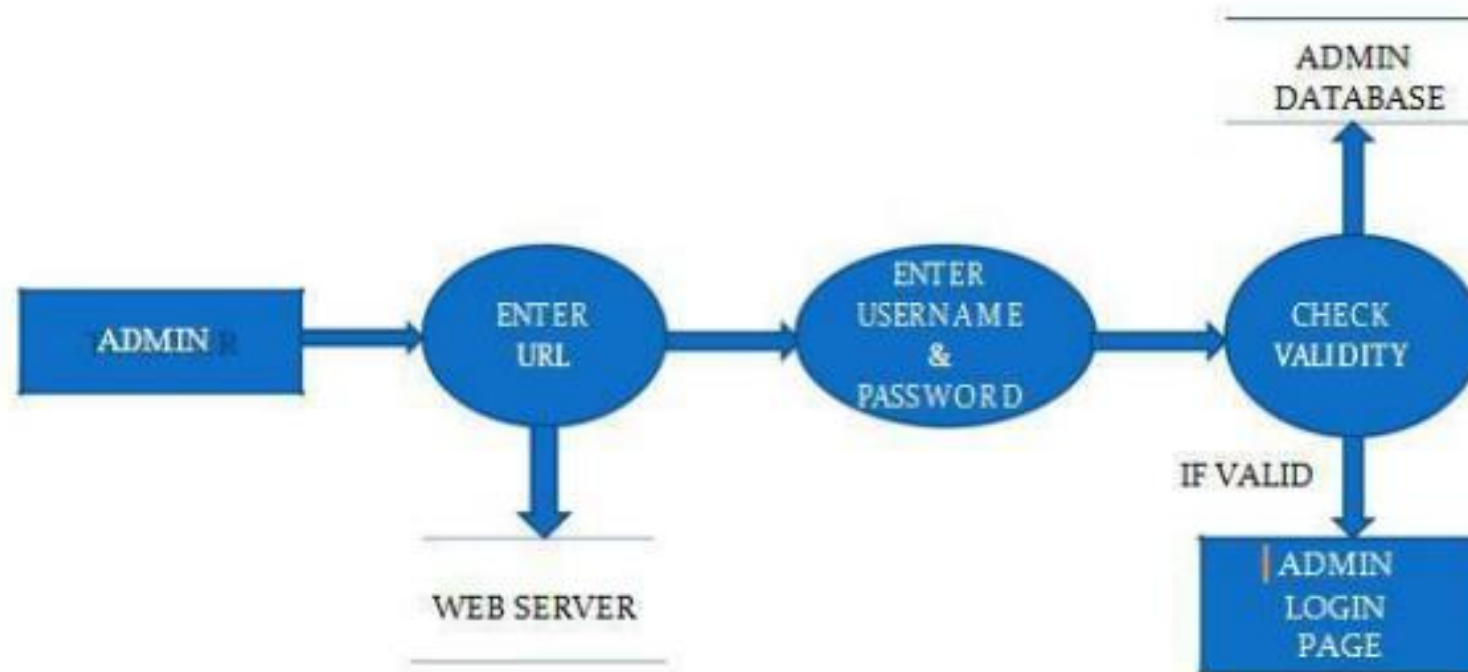 ADMIN
DATABASE
ADMIN
ENTER
URL
ENTER
USERNAME
&
PASSWORD
CHECK
VALIDITY
IF VALID
WEB SERVER
ADMIN
LOGIN
PAGE